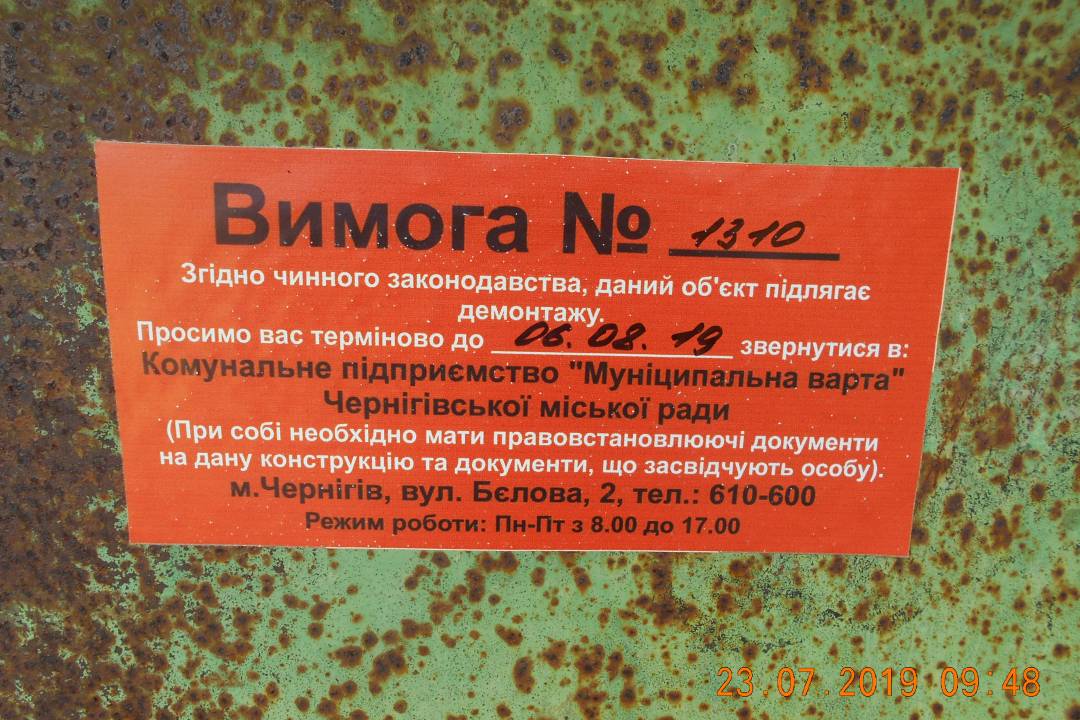 Вимога № 1310
Згідно чинного законодавства, даний об'єкт підлягає
демонтажу.
Просимо вас терміново до 06.08.19 звернутися в:
Комунальне підприємство "Муніципальна варта"
Чернігівської міської ради
(При собі необхідно мати правовстановлюючі документи
на дану конструкцію та документи, що засвідчують особу).
м.Чернігів, вул. Бєлова, 2, тел.: 610-600
Режим роботи: Пн-Пт з 8.00 до 17.00
23.07.2019 09:48